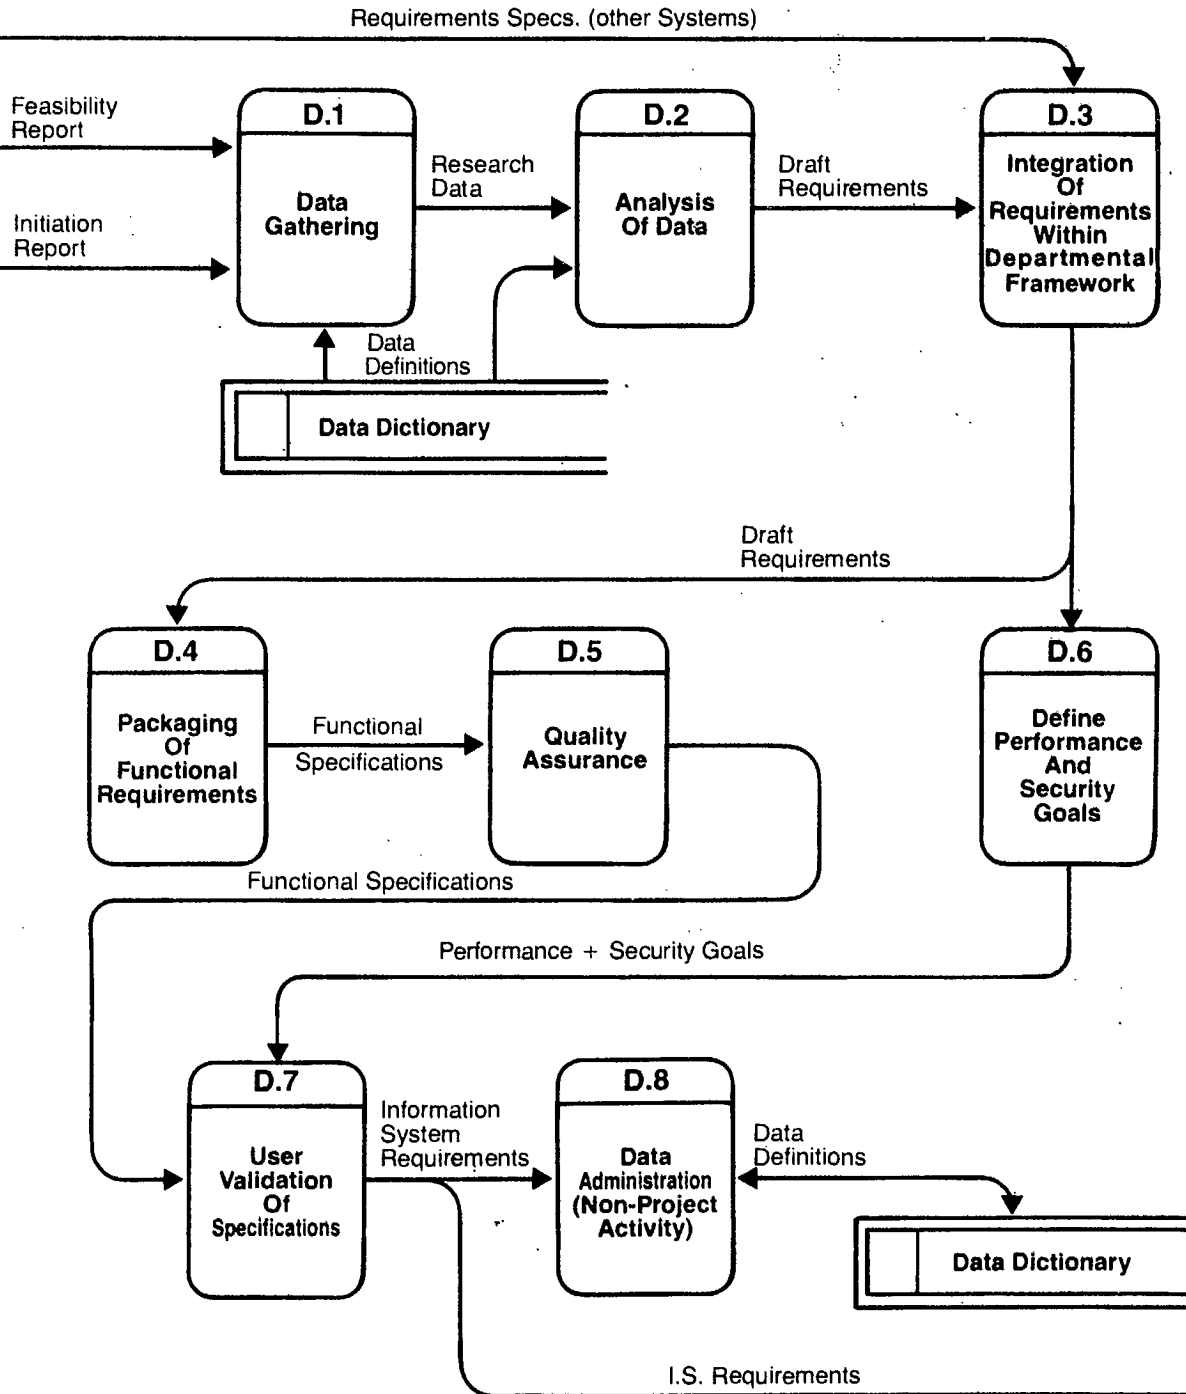 Requirements Specs. (other Systems)
Feasibility
Report
Initiation
Report
D.1
Data
Gathering
Research
Data
D.2
Analysis
Of Data
Draft
Requirements
D.3
Integration
Of
Requirements
Within
Departmental
Framework
Data
Definitions
Data Dictionary
Draft
Requirements
D.4
Packaging
Of
Functional
Requirements
Functional
Specifications
D.5
Quality
Assurance
D.6
Define
Performance
And
Security
Goals
Functional Specifications
Performance + Security Goals
D.7
User
Validation
Of
Specifications
Information
System
Requirements
D.8
Data
Administration
(Non-Project
Activity)
Data
Definitions
Data Dictionary
I.S. Requirements